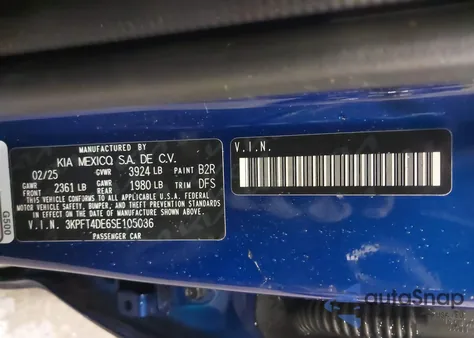 MANUFACTURED BY
KIA MEXICO, S.A. DE C.V.
02/25 GVWR 3924 LB PAINT B2R
GAWR FRONT 2361 LB GAWR REAR 1980 LB TRIM DFS
THIS VEHICLE CONFORMS TO ALL APPLICABLE U.S.A. FEDERAL
MOTOR VEHICLE SAFETY, BUMPER, AND THEFT PREVENTION
STANDARDS IN EFFECT ON THE DATE OF MANUFACTURE SHOWN ABOVE.
V.I.N. 3KPFT4DE6SE105036
PASSENGER CAR
V.I.N.
G500
autoSnap